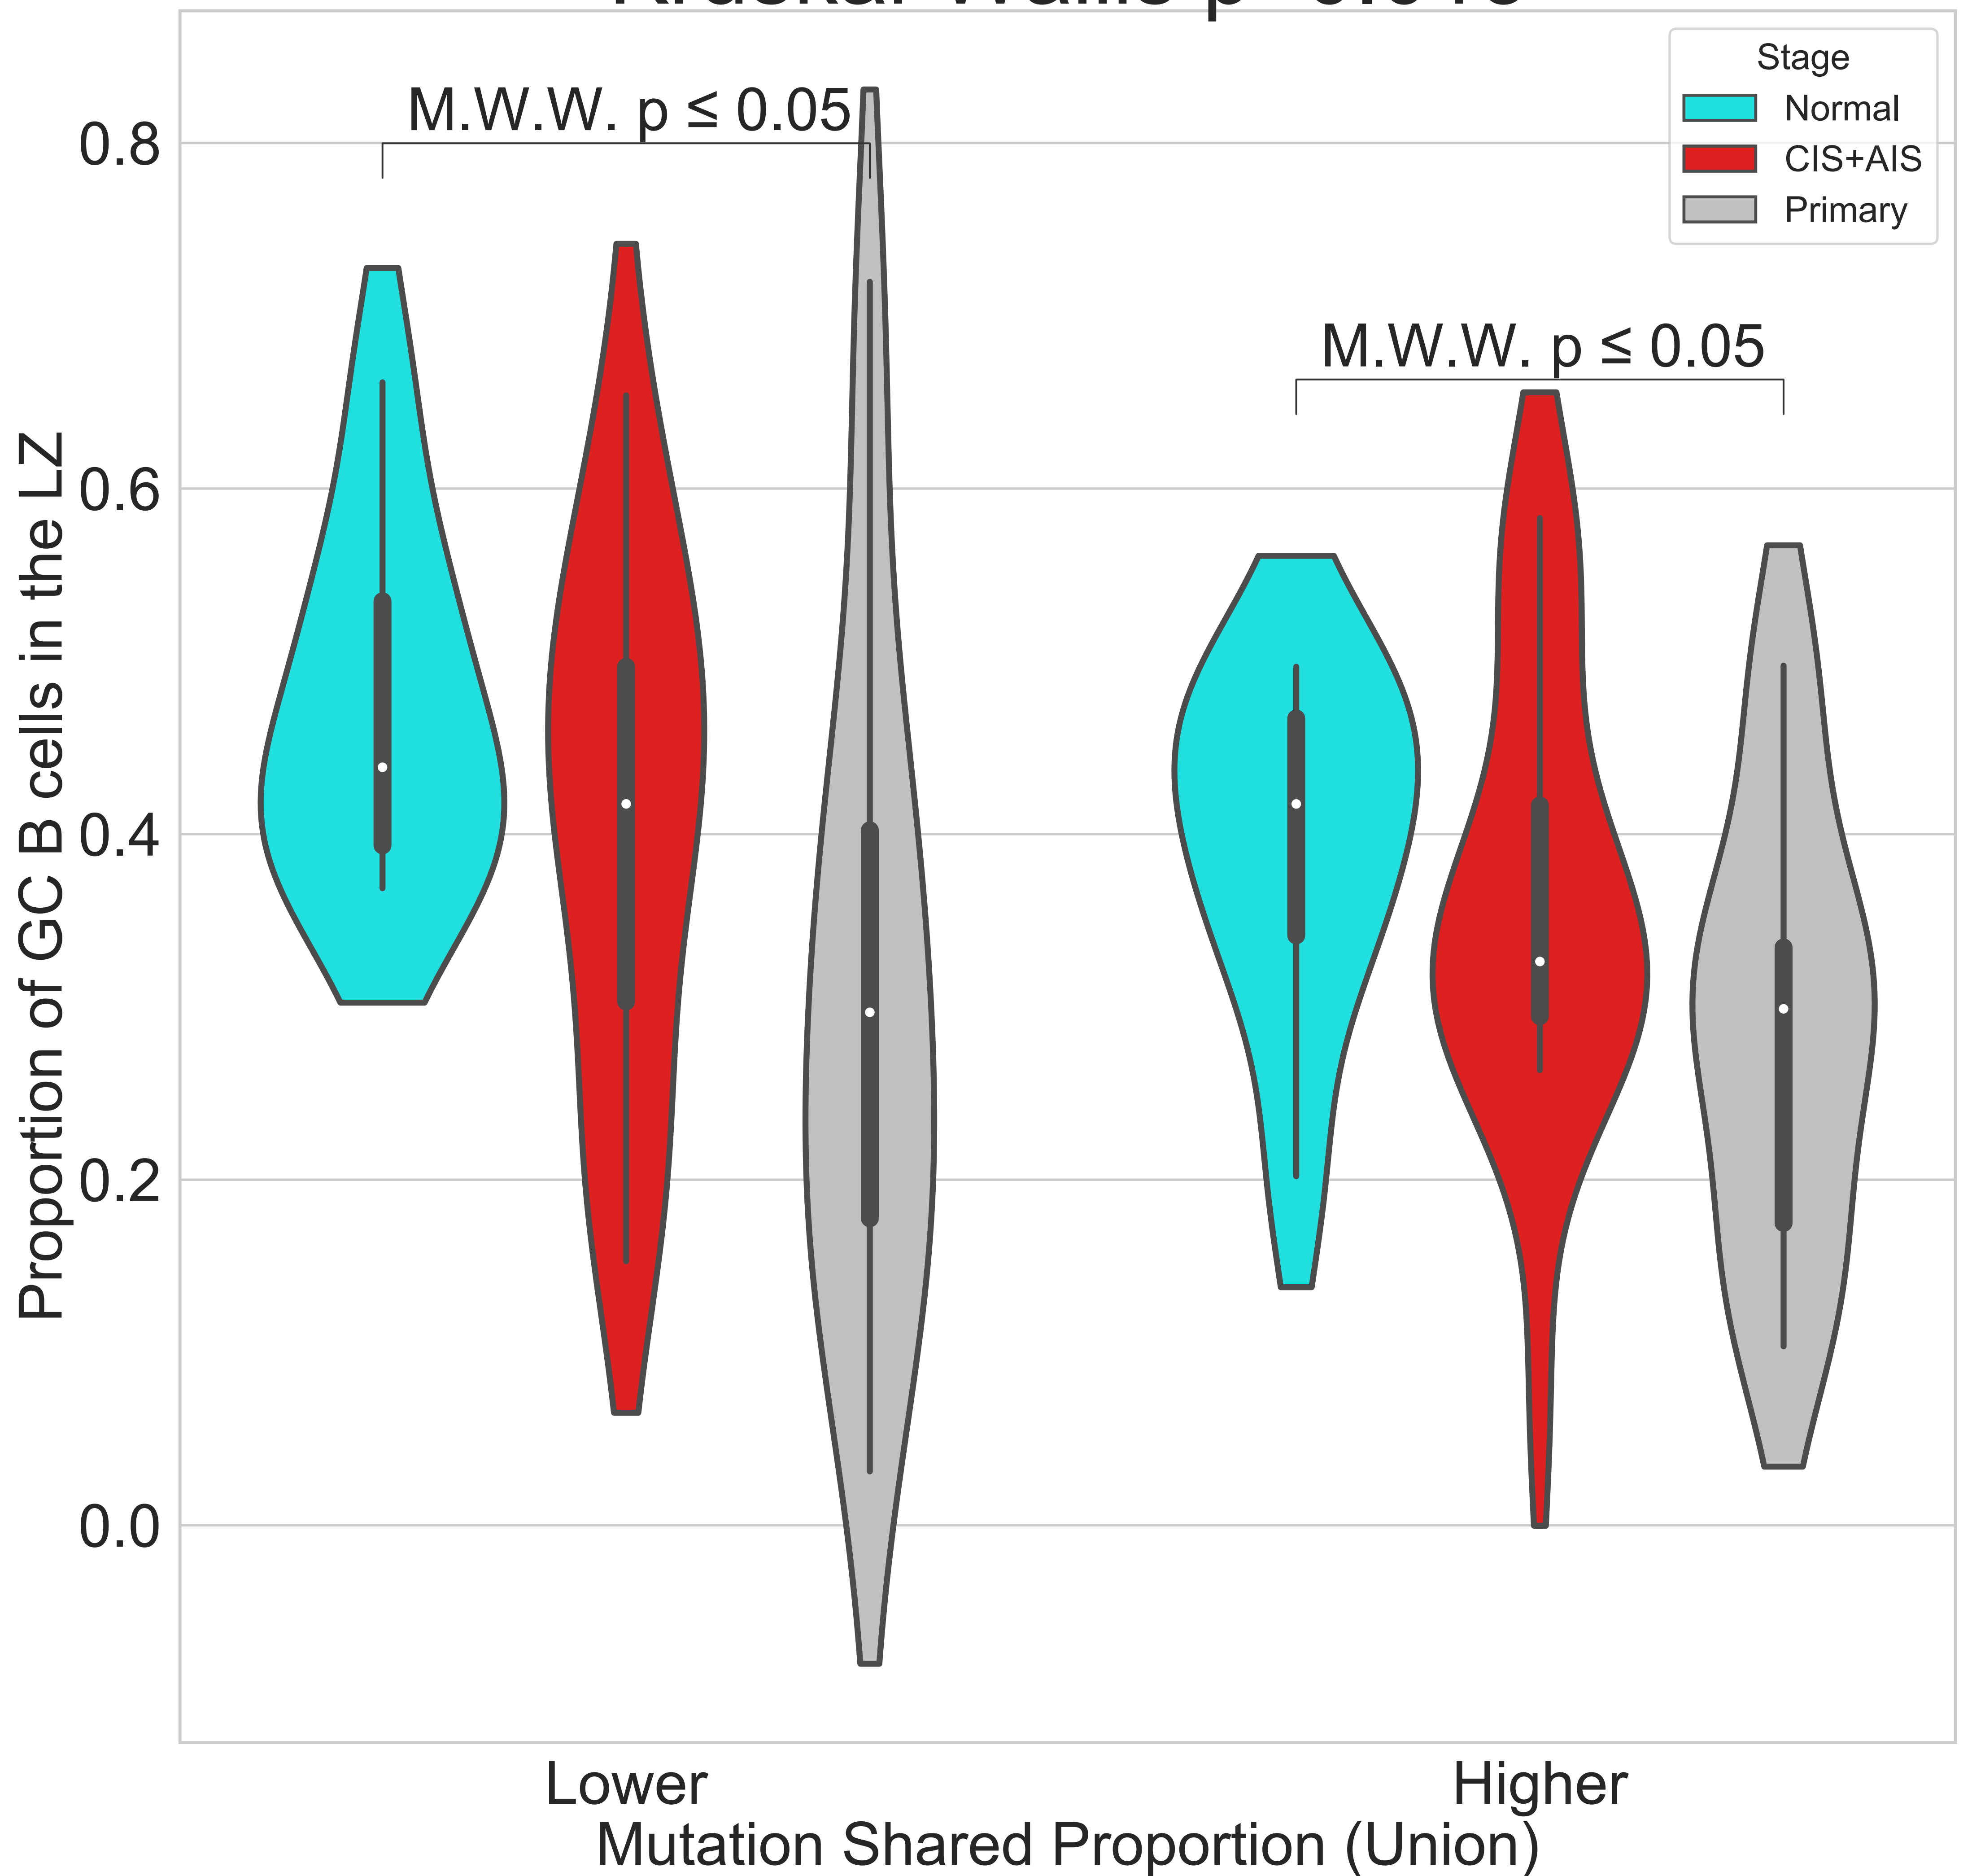 M.W.W. p ≤ 0.05
M.W.W. p ≤ 0.05
Stage
Normal
CIS+AIS
Primary
Proportion of GC B cells in the LZ
0.8
0.6
0.4
0.2
0.0
Lower
Higher
Mutation Shared Proportion (Union)